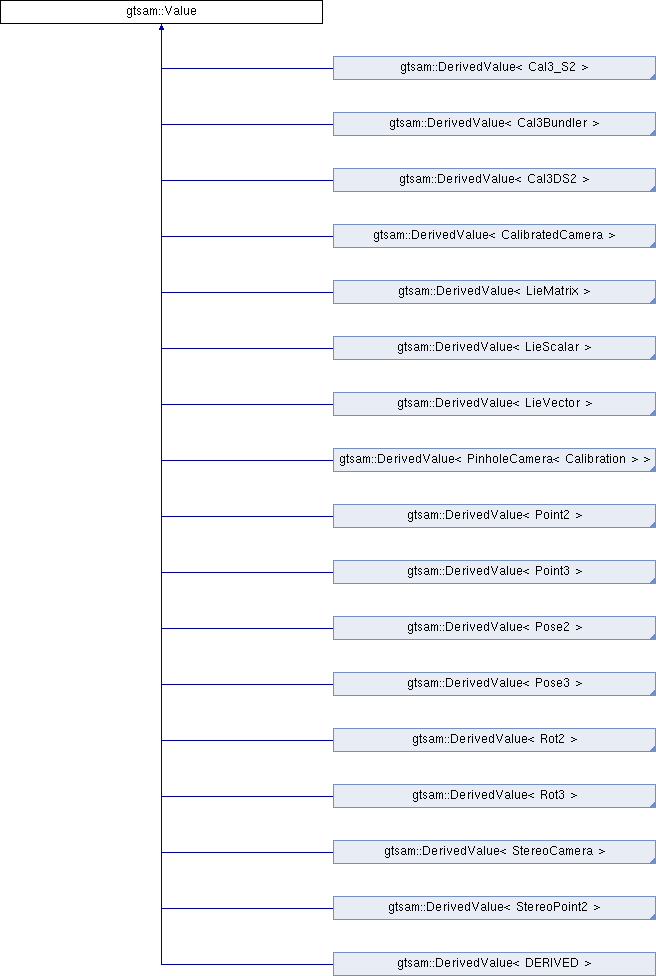 gtsam::Value
gtsam::DerivedValue< Cal3_S2 >
gtsam::DerivedValue< Cal3Bundler >
gtsam::DerivedValue< Cal3DS2 >
gtsam::DerivedValue< CalibratedCamera >
gtsam::DerivedValue< LieMatrix >
gtsam::DerivedValue< LieScalar >
gtsam::DerivedValue< LieVector >
gtsam::DerivedValue< PinholeCamera< Calibration > >
gtsam::DerivedValue< Point2 >
gtsam::DerivedValue< Point3 >
gtsam::DerivedValue< Pose2 >
gtsam::DerivedValue< Pose3 >
gtsam::DerivedValue< Rot2 >
gtsam::DerivedValue< Rot3 >
gtsam::DerivedValue< StereoCamera >
gtsam::DerivedValue< StereoPoint2 >
gtsam::DerivedValue< DERIVED >